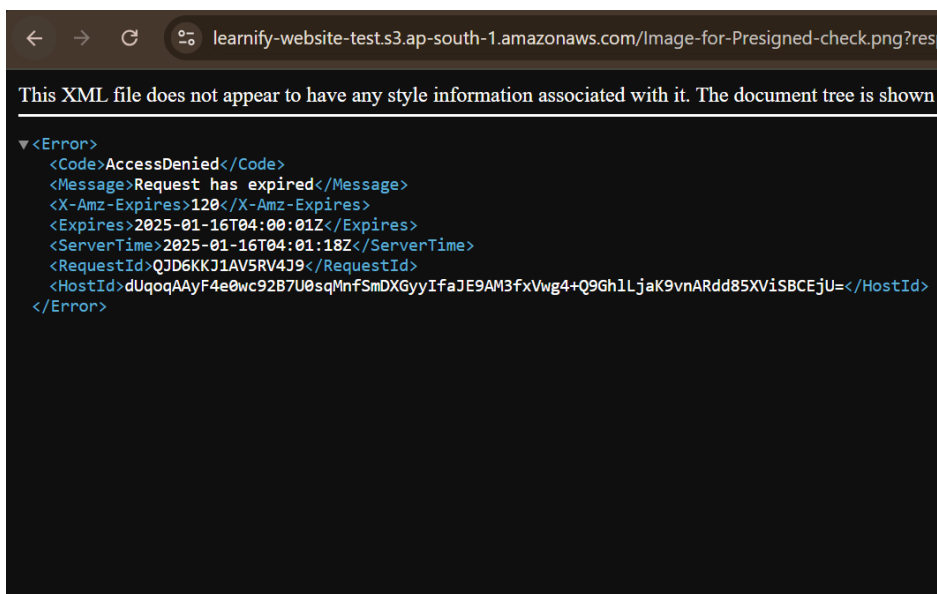 learnify-website-test.s3.ap-south-1.amazonaws.com/Image-for-Presigned-check.png?res
This XML file does not appear to have any style information associated with it. The document tree is shown
▼<Error>
<Code>AccessDenied</Code>
<Message>Request has expired</Message>
<X-Amz-Expires>120</X-Amz-Expires>
<Expires>2025-01-16T04:00:01Z</Expires>
<ServerTime>2025-01-16T04:01:18Z</ServerTime>
<RequestId>QJD6KKJ1AV5RV4J9</RequestId>
<HostId>dUqoqAAyF4e0wc92B7U0sqMnfSmDXGyyIfaJE9AM3fxVwg4+Q9GhlLjaK9vnARdd85XViSBCEjU=</HostId>
</Error>